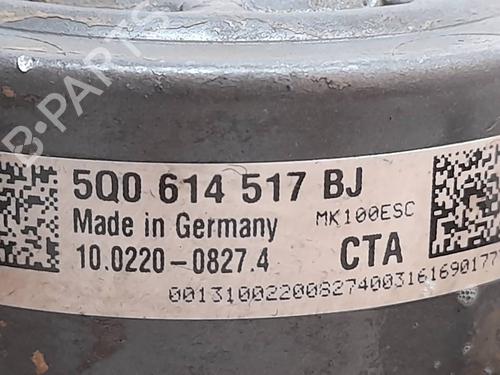 B-PARTS
5Q0 614 517 BJ
Made in Germany
MK100ESC
10.0220-0827.4
CTA
00131002200827400316169017